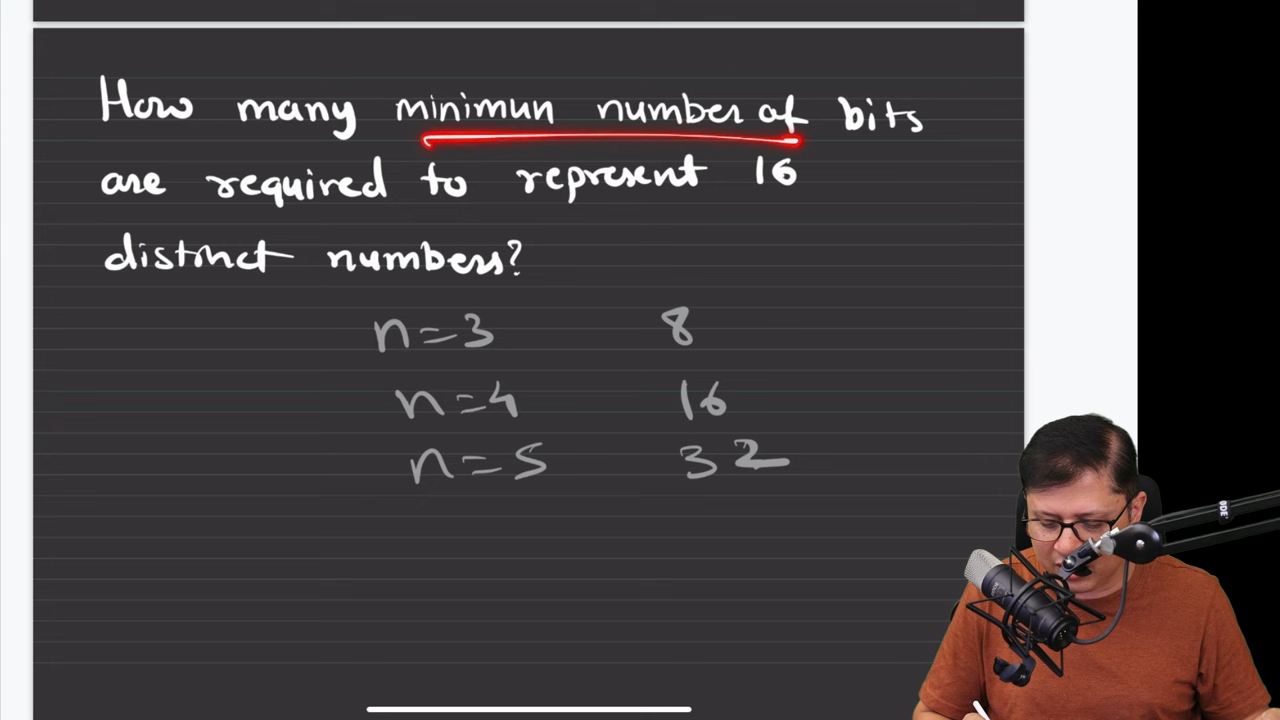 How many minimun number of bits
are required to represent 16
distinct numbers?
n=3 8
n=4 16
n=5 32